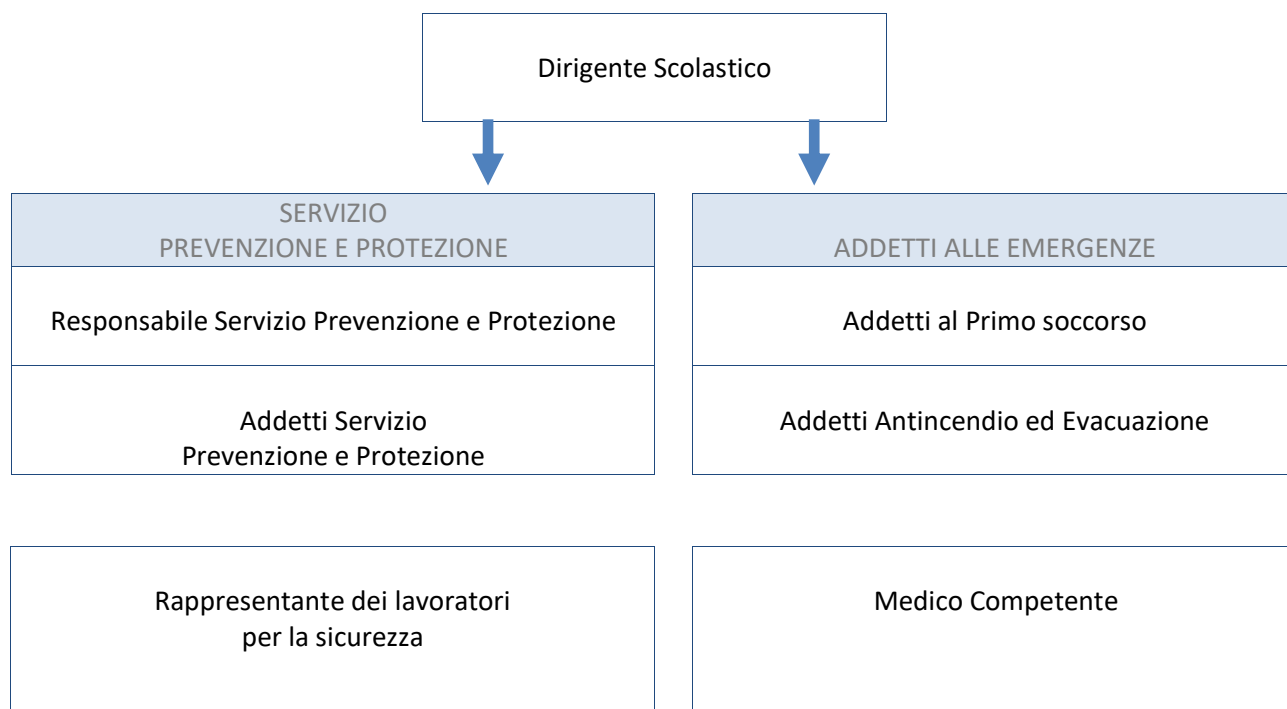 Dirigente Scolastico
SERVIZIO
PREVENZIONE E PROTEZIONE
Responsabile Servizio Prevenzione e Protezione
Addetti Servizio
Prevenzione e Protezione
ADDETTI ALLE EMERGENZE
Addetti al Primo soccorso
Addetti Antincendio ed Evacuazione
Rappresentante dei lavoratori
per la sicurezza
Medico Competente